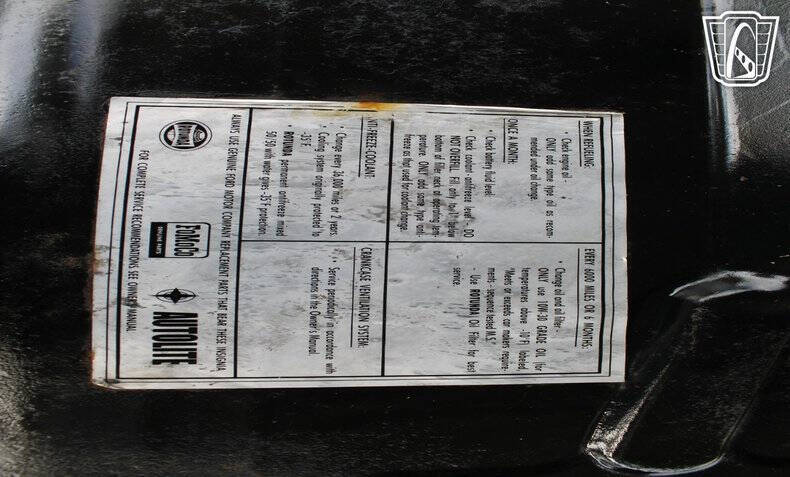 WHEN REFUELING:
• Check engine oil -
ONLY add same type oil as recom-
mended under oil change.
ONCE A MONTH:
• Check battery fluid level:
• Check coolant-antifreeze level - DO
NOT OVERFILL. Fill only to 1" below
bottom of filler neck at operating tem-
perature. ONLY add same type anti-
freeze as that used for coolant change.
EVERY 6000 MILES OR MONTHS:
• Change oil and oil filter -
ONLY use 10W-30 GRADE OIL (for
temperatures above -10°F) labeled,
"Meets or exceeds car makers require-
ments - sequence tested M.S."
- Use ROTUNDA Oil Filter for best
service.
ANTI-FREEZE-COOLANT:
• Change every 36,000 miles or 2 years.
• Cooling system originally protected to
-35°F.
• ROTUNDA permanent antifreeze mixed
50/50 with water gives -35°F protection.
CRANKCASE VENTILATION SYSTEM:
• Service periodically in accordance with
directions in the Owner's Manual.
ALWAYS USE GENUINE FORD MOTOR COMPANY REPLACEMENT PARTS THAT BEAR THESE INSIGNIA
ROTUNDA
FoMoCo
GENUINE PARTS
AUTOLITE
FOR COMPLETE SERVICE RECOMMENDATIONS SEE OWNER'S MANUAL